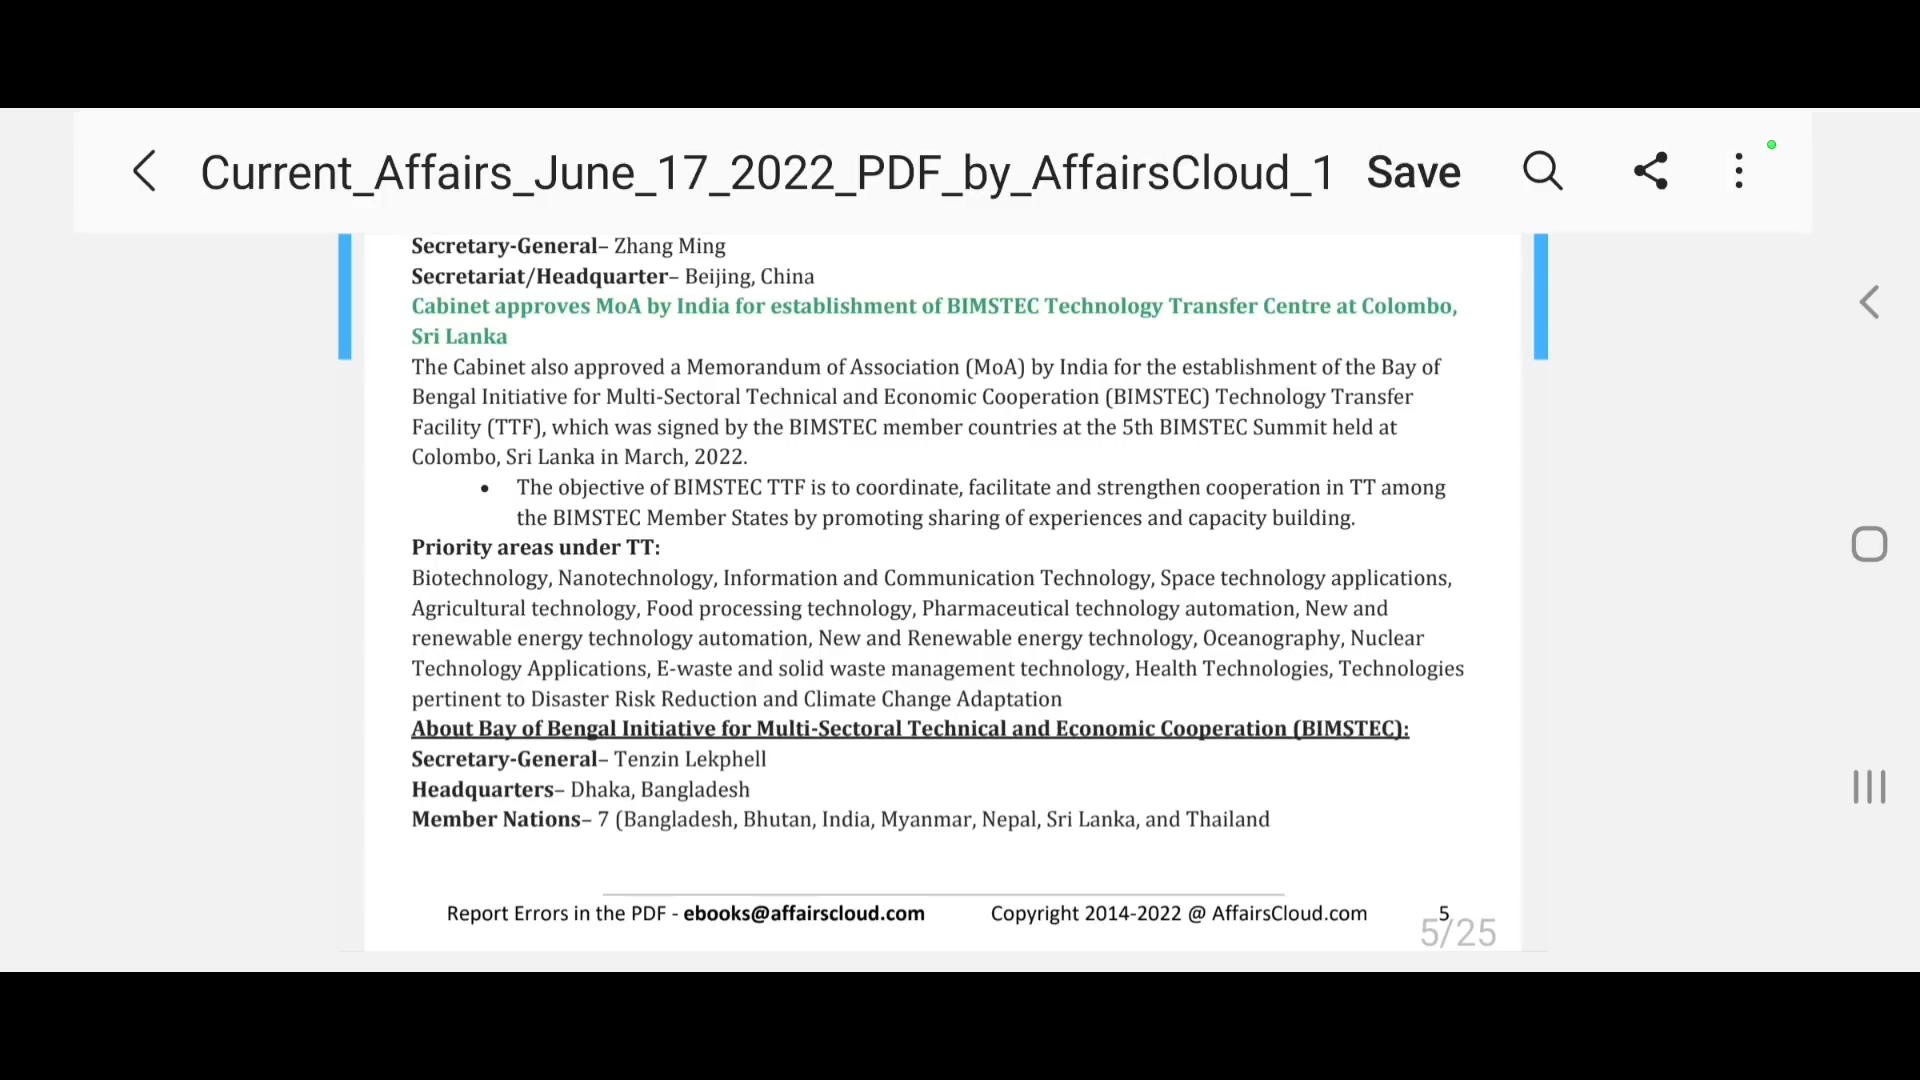 Current_Affairs_June_17_2022_PDF_by_AffairsCloud_1 Save
Secretary-General– Zhang Ming
Secretariat/Headquarter– Beijing, China
Cabinet approves MoA by India for establishment of BIMSTEC Technology Transfer Centre at Colombo,
Sri Lanka
The Cabinet also approved a Memorandum of Association (MoA) by India for the establishment of the Bay of
Bengal Initiative for Multi-Sectoral Technical and Economic Cooperation (BIMSTEC) Technology Transfer
Facility (TTF), which was signed by the BIMSTEC member countries at the 5th BIMSTEC Summit held at
Colombo, Sri Lanka in March, 2022.
• The objective of BIMSTEC TTF is to coordinate, facilitate and strengthen cooperation in TT among
the BIMSTEC Member States by promoting sharing of experiences and capacity building.
Priority areas under TT:
Biotechnology, Nanotechnology, Information and Communication Technology, Space technology applications,
Agricultural technology, Food processing technology, Pharmaceutical technology automation, New and
renewable energy technology automation, New and Renewable energy technology, Oceanography, Nuclear
Technology Applications, E-waste and solid waste management technology, Health Technologies, Technologies
pertinent to Disaster Risk Reduction and Climate Change Adaptation
About Bay of Bengal Initiative for Multi-Sectoral Technical and Economic Cooperation (BIMSTEC):
Secretary-General– Tenzin Lekphell
Headquarters– Dhaka, Bangladesh
Member Nations– 7 (Bangladesh, Bhutan, India, Myanmar, Nepal, Sri Lanka, and Thailand
Report Errors in the PDF - ebooks@affairscloud.com Copyright 2014-2022 @ AffairsCloud.com 5
5/25